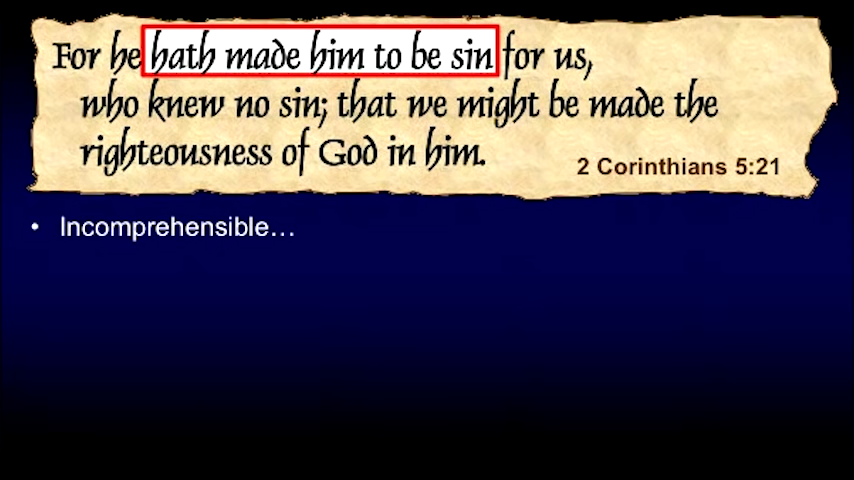 For he hath made him to be sin for us,
who knew no sin; that we might be made the
righteousness of God in him.
2 Corinthians 5:21
• Incomprehensible…